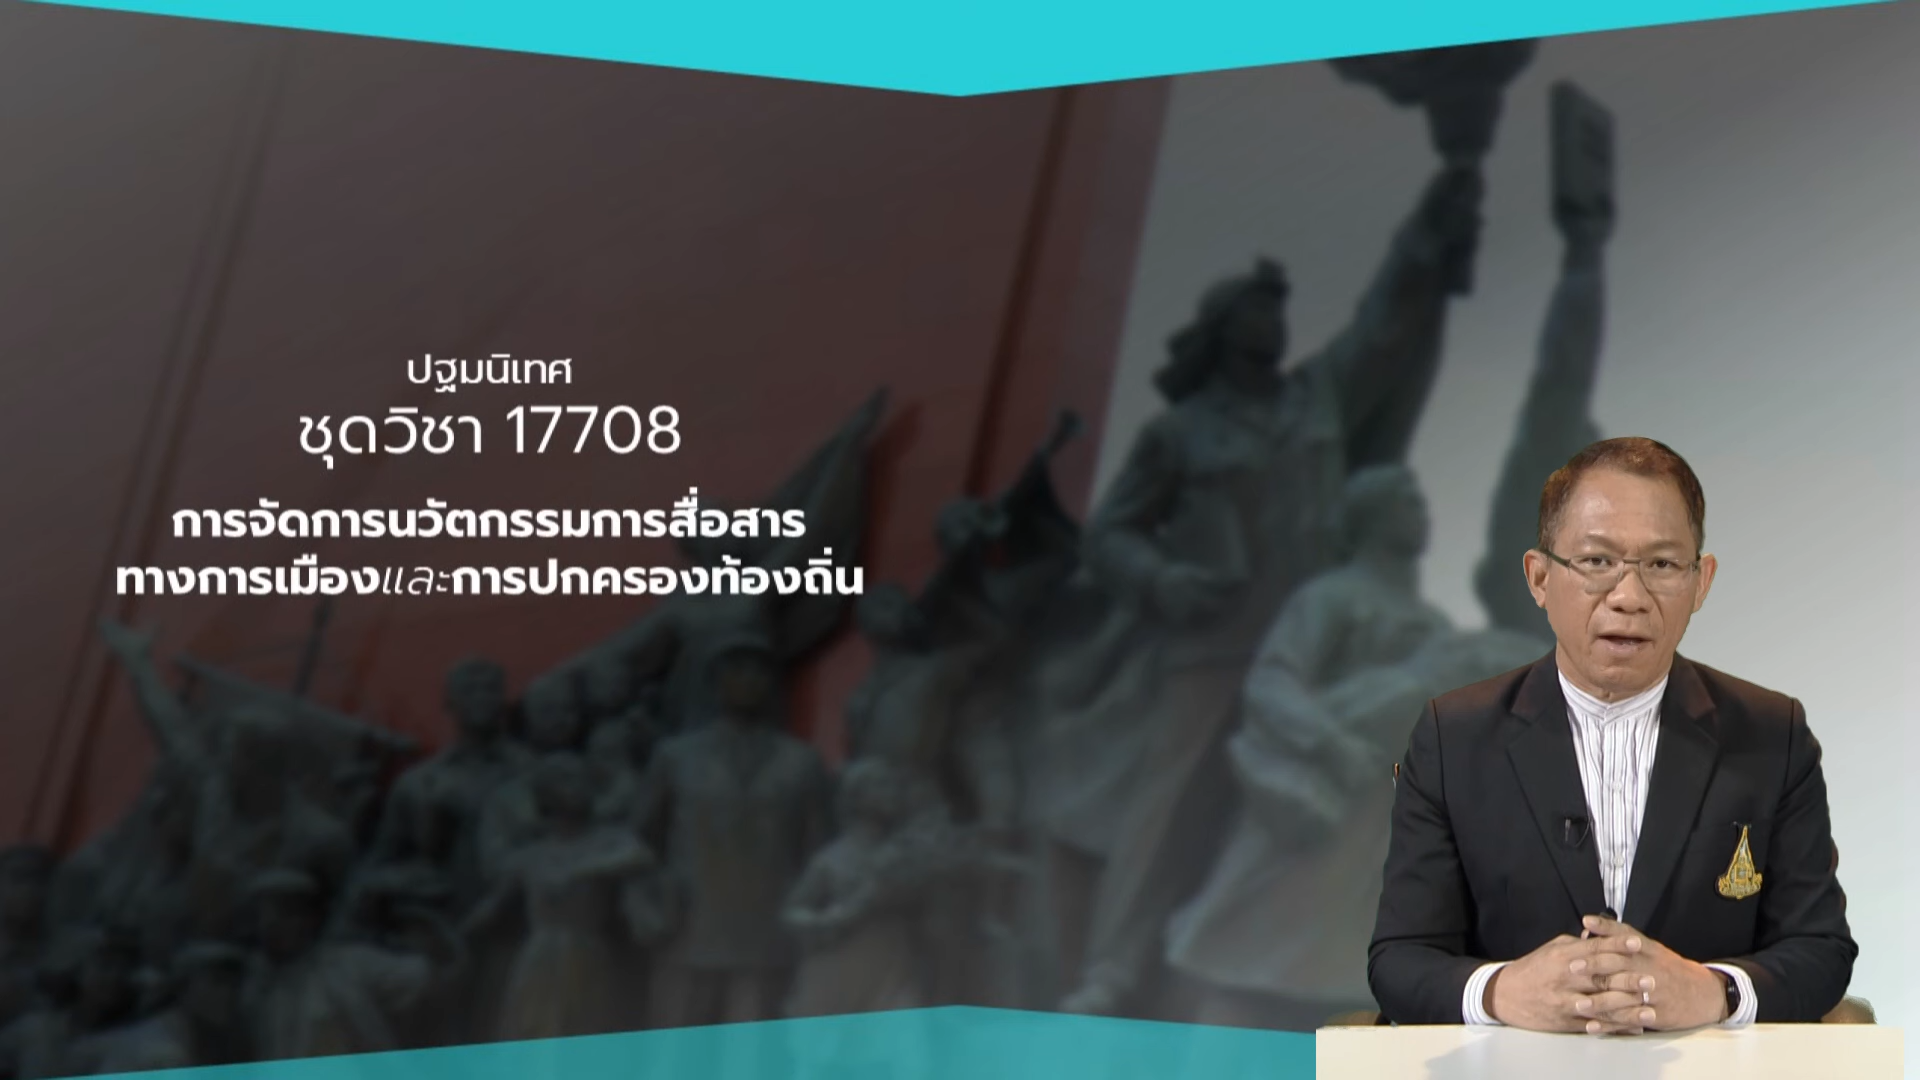 ปฐมนิเทศ
ชุดวิชา 17708
การจัดการนวัตกรรมการสื่อสาร
ทางการเมืองและการปกครองท้องถิ่น